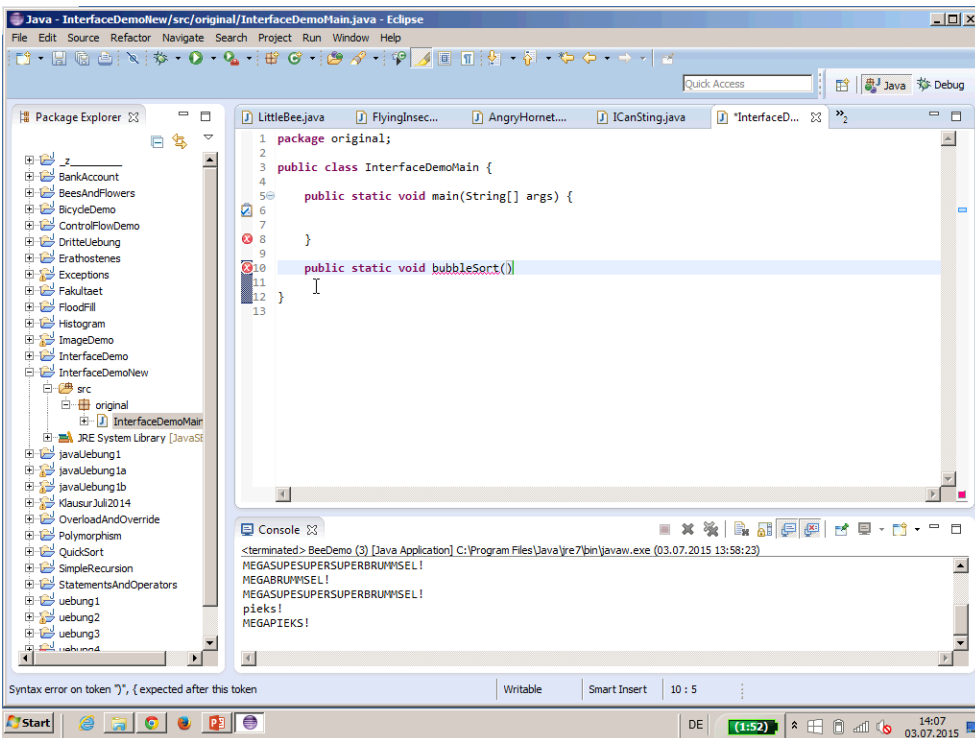 Java - InterfaceDemoNew/src/original/InterfaceDemoMain.java - Eclipse
File Edit Source Refactor Navigate Search Project Run Window Help
Quick Access
Java
Debug
Package Explorer
_z________
BankAccount
BeesAndFlowers
BicycleDemo
ControlFlowDemo
DritteUebung
Erathostenes
Exceptions
Fakultaet
FloodFill
Histogram
ImageDemo
InterfaceDemo
InterfaceDemoNew
src
original
InterfaceDemoMain
JRE System Library [JavaSE
javaUebung1
javaUebung1a
javaUebung1b
KlausurJuli2014
OverloadAndOverride
Polymorphism
QuickSort
SimpleRecursion
StatementsAndOperators
uebung1
uebung2
uebung3
uebung4
LittleBee.java FlyingInsec... AngryHornet.... ICanSting.java *InterfaceD... »2
1 package original;
2
3 public class InterfaceDemoMain {
4
5 public static void main(String[] args) {
6
7
8 }
9
10 public static void bubbleSort()
11
12 }
13
Console
<terminated> BeeDemo (3) [Java Application] C:\Program Files\Java\jre7\bin\javaw.exe (03.07.2015 13:58:23)
MEGASUPESUPERSUPERBRUMMSEL!
MEGABRUMMSEL!
MEGASUPESUPERSUPERBRUMMSEL!
pieks!
MEGAPIEKS!
Syntax error on token ")", { expected after this token
Writable
Smart Insert
10 : 5
Start
DE
(1:52)
14:07
03.07.2015